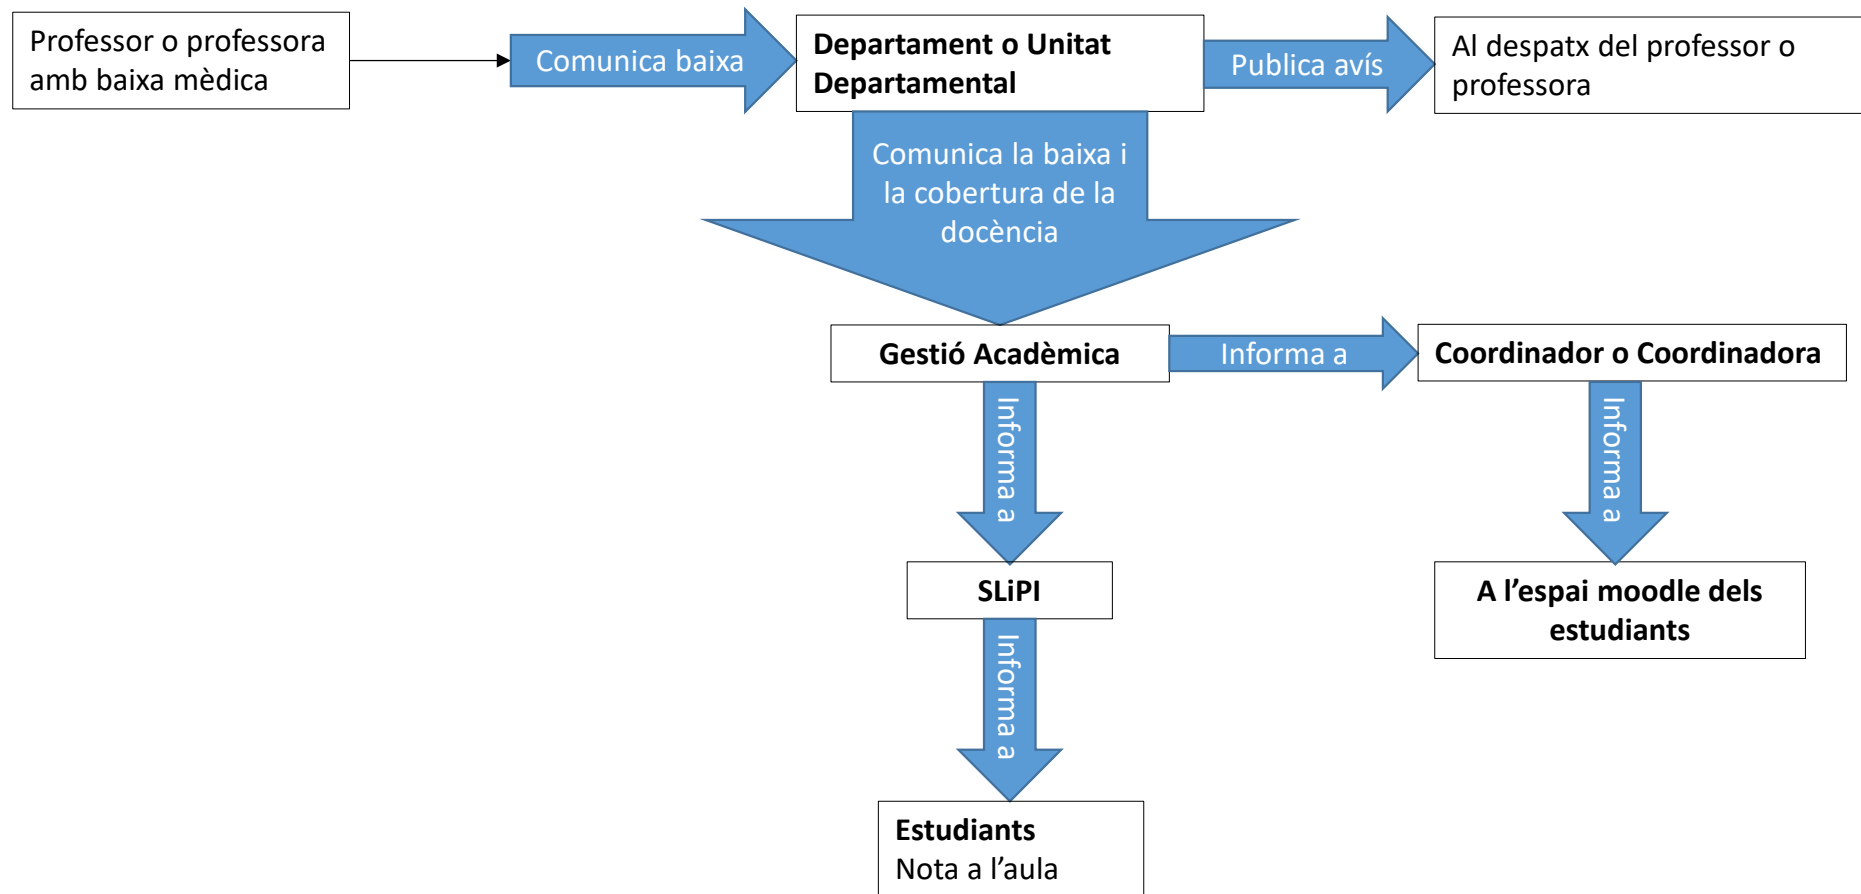 Professor o professora
amb baixa mèdica
Comunica baixa
Departament o Unitat
Departamental
Publica avís
Al despatx del professor o
professora
Comunica la baixa i
la cobertura de la
docència
Gestió Acadèmica
Informa a
Coordinador o Coordinadora
Informa a
Informa a
SLiPI
A l’espai moodle dels
estudiants
Informa a
Estudiants
Nota a l’aula